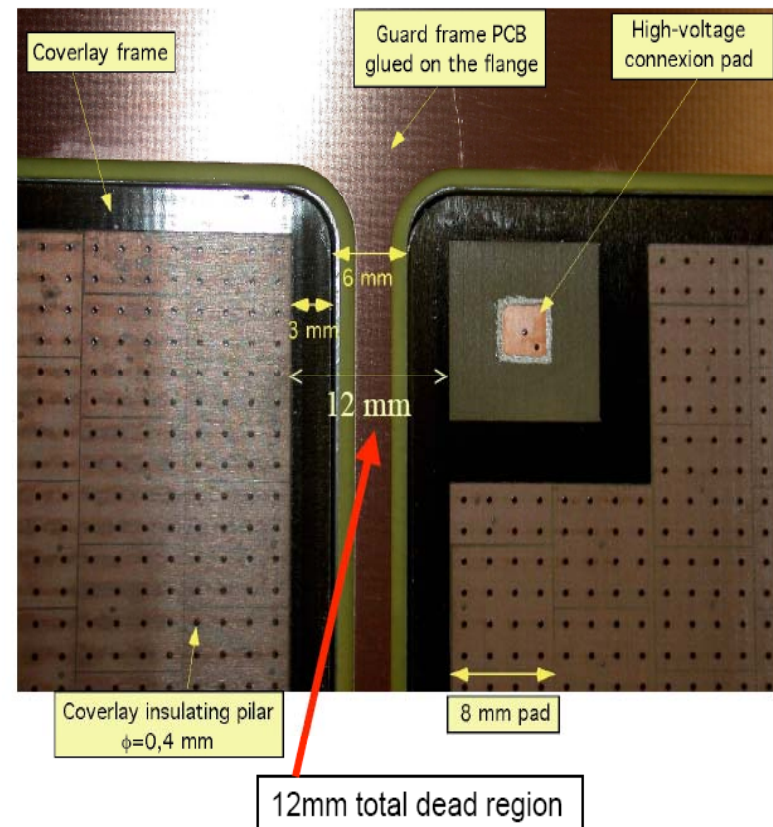 Coverlay frame
Guard frame PCB
glued on the flange
High-voltage
connexion pad
6 mm
3 mm
12 mm
Coverlay insulating pilar
ϕ=0,4 mm
8 mm pad
12mm total dead region